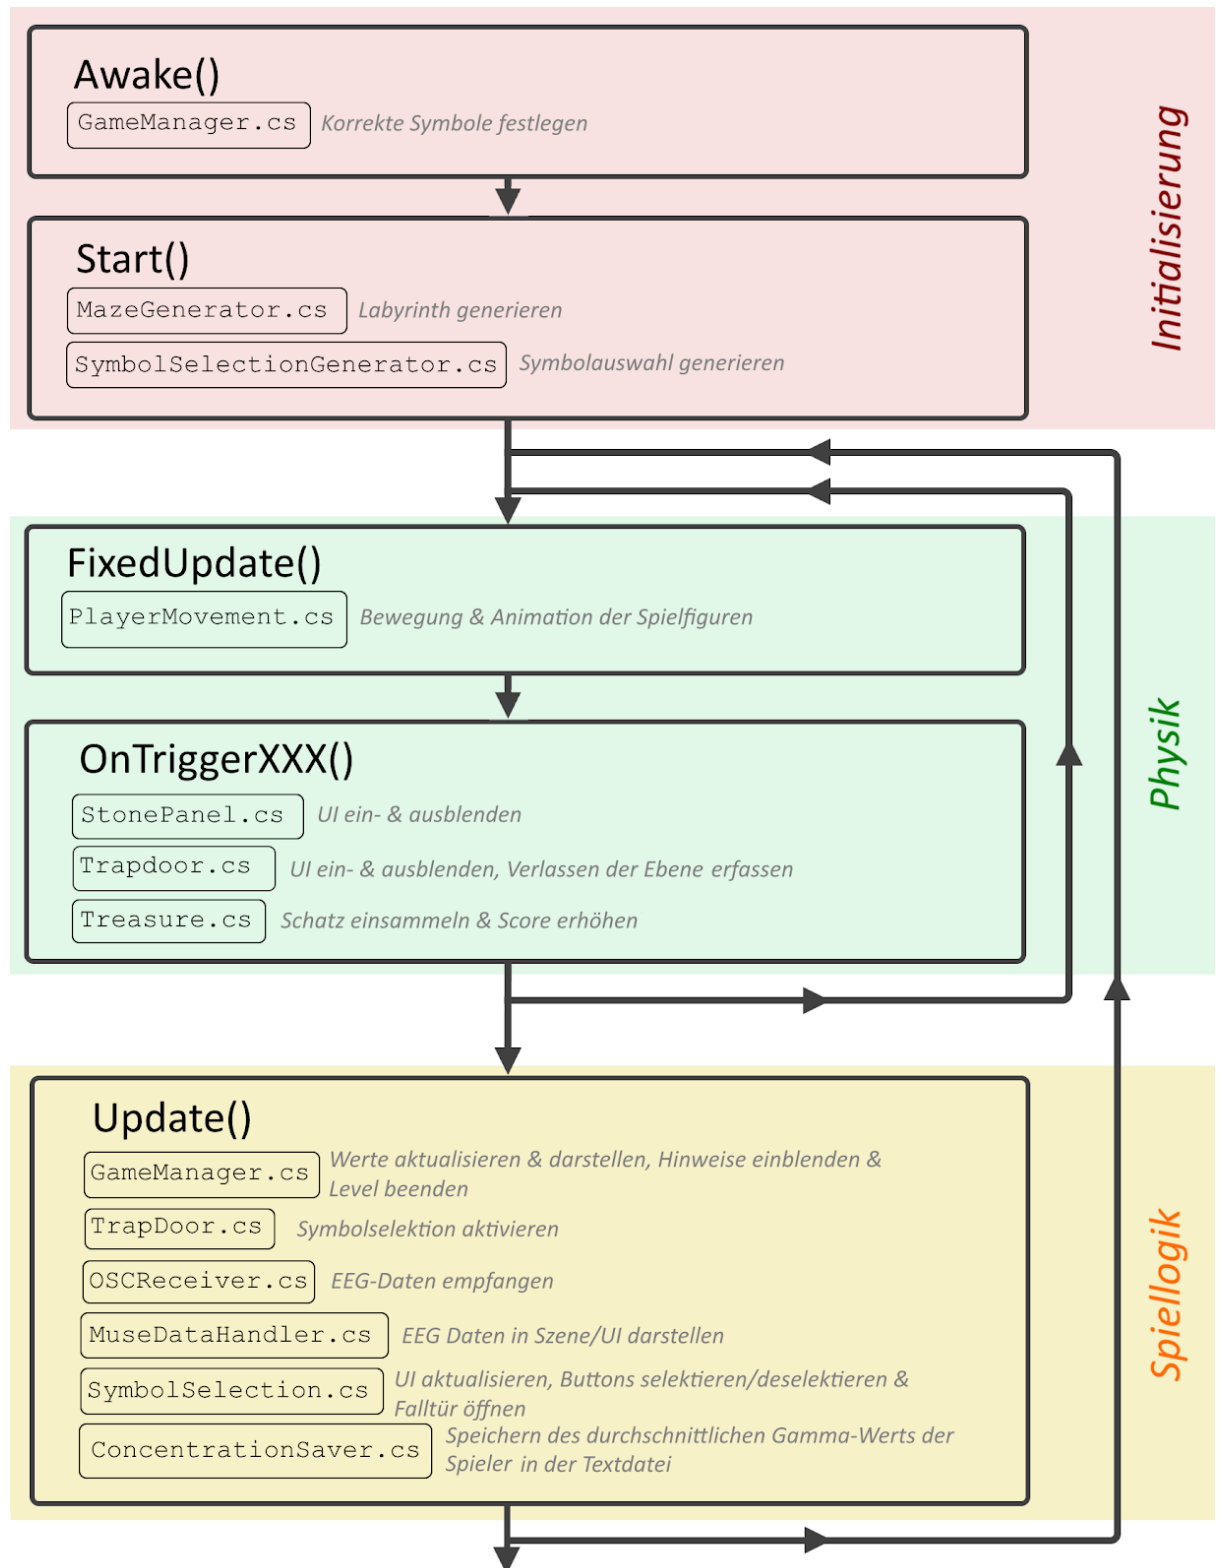 Awake()
GameManager.cs Korrekte Symbole festlegen
Start()
MazeGenerator.cs Labyrinth generieren
SymbolSelectionGenerator.cs Symbolauswahl generieren
Initialisierung
FixedUpdate()
PlayerMovement.cs Bewegung & Animation der Spielfiguren
OnTriggerXXX()
StonePanel.cs UI ein- & ausblenden
Trapdoor.cs UI ein- & ausblenden, Verlassen der Ebene erfassen
Treasure.cs Schatz einsammeln & Score erhöhen
Physik
Update()
GameManager.cs Werte aktualisieren & darstellen, Hinweise einblenden &
Level beenden
TrapDoor.cs Symbolselektion aktivieren
OSCReceiver.cs EEG-Daten empfangen
MuseDataHandler.cs EEG Daten in Szene/UI darstellen
SymbolSelection.cs UI aktualisieren, Buttons selektieren/deselektieren &
Falltür öffnen
ConcentrationSaver.cs Speichern des durchschnittlichen Gamma-Werts der
Spieler in der Textdatei
Spiellogik